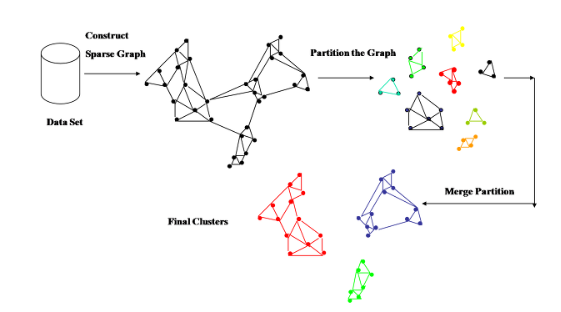 Construct
Sparse Graph
Partition the Graph
Data Set
Merge Partition
Final Clusters